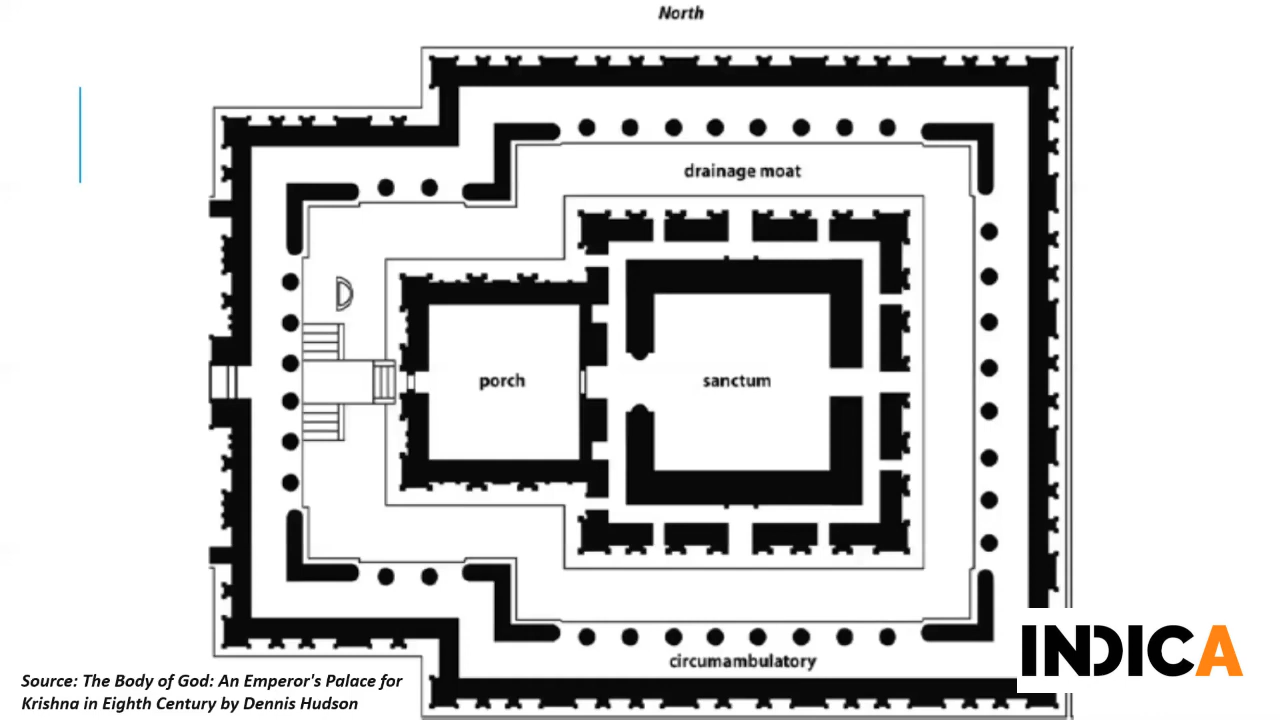 North
drainage moat
porch
sanctum
circumambulatory
Source: The Body of God: An Emperor's Palace for
Krishna in Eighth Century by Dennis Hudson
INDICA